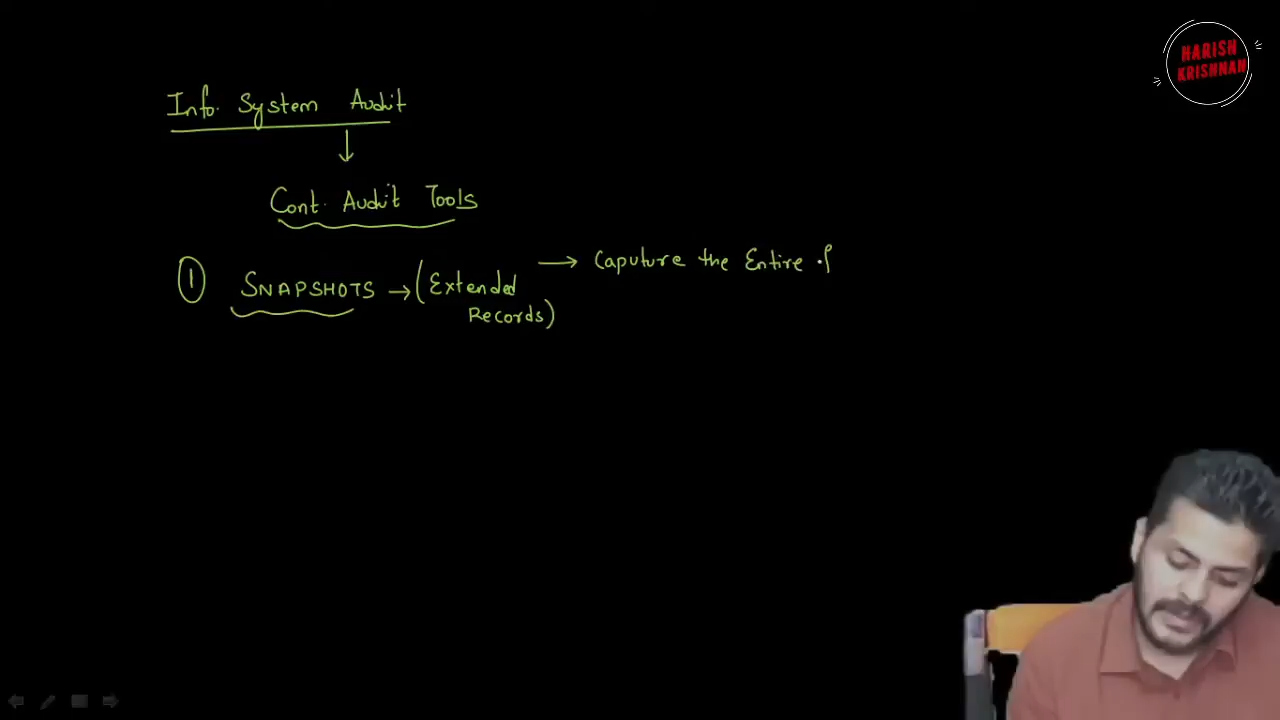 HARISH
KRISHNAN
Info. System Audit
Cont. Audit Tools
1 SNAPSHOTS → (Extended
Records)
→ Caputure the Entire